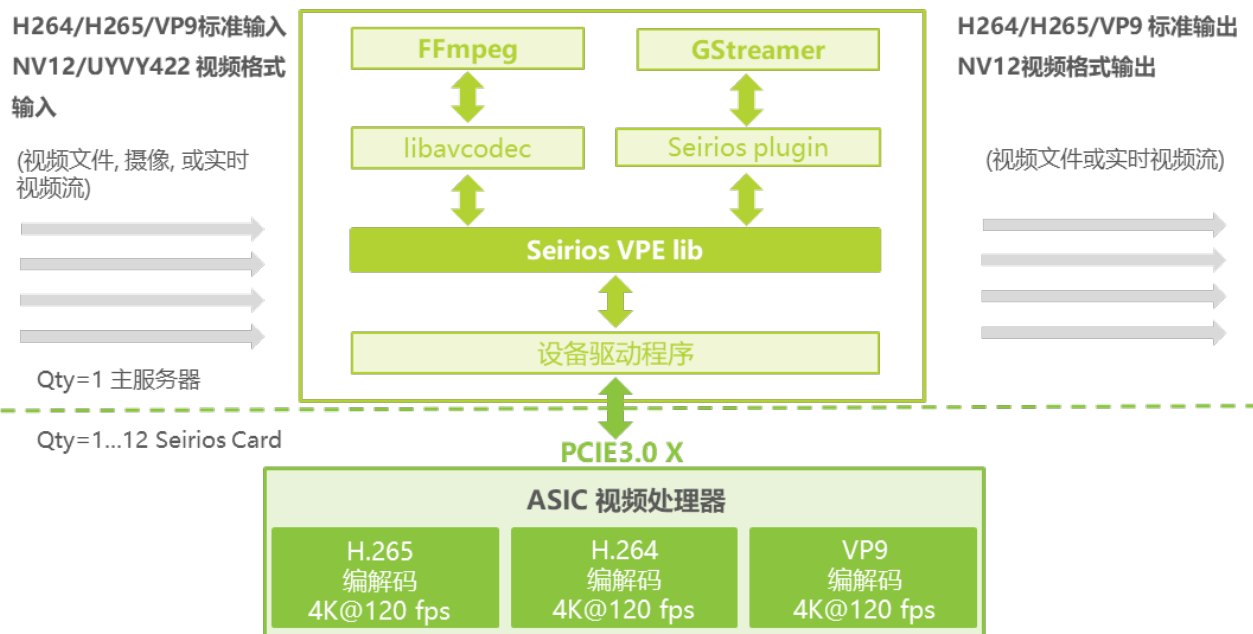 H264/H265/VP9标准输入
NV12/UYVY422 视频格式
输入
(视频文件, 摄像, 或实时
视频流)
FFmpeg
GStreamer
libavcodec
Seirios plugin
Seirios VPE lib
设备驱动程序
H264/H265/VP9 标准输出
NV12视频格式输出
(视频文件或实时视频流)
Qty=1 主服务器
Qty=1...12 Seirios Card
PCIE3.0 X
ASIC 视频处理器
H.265
编解码
4K@120 fps
H.264
编解码
4K@120 fps
VP9
编解码
4K@120 fps